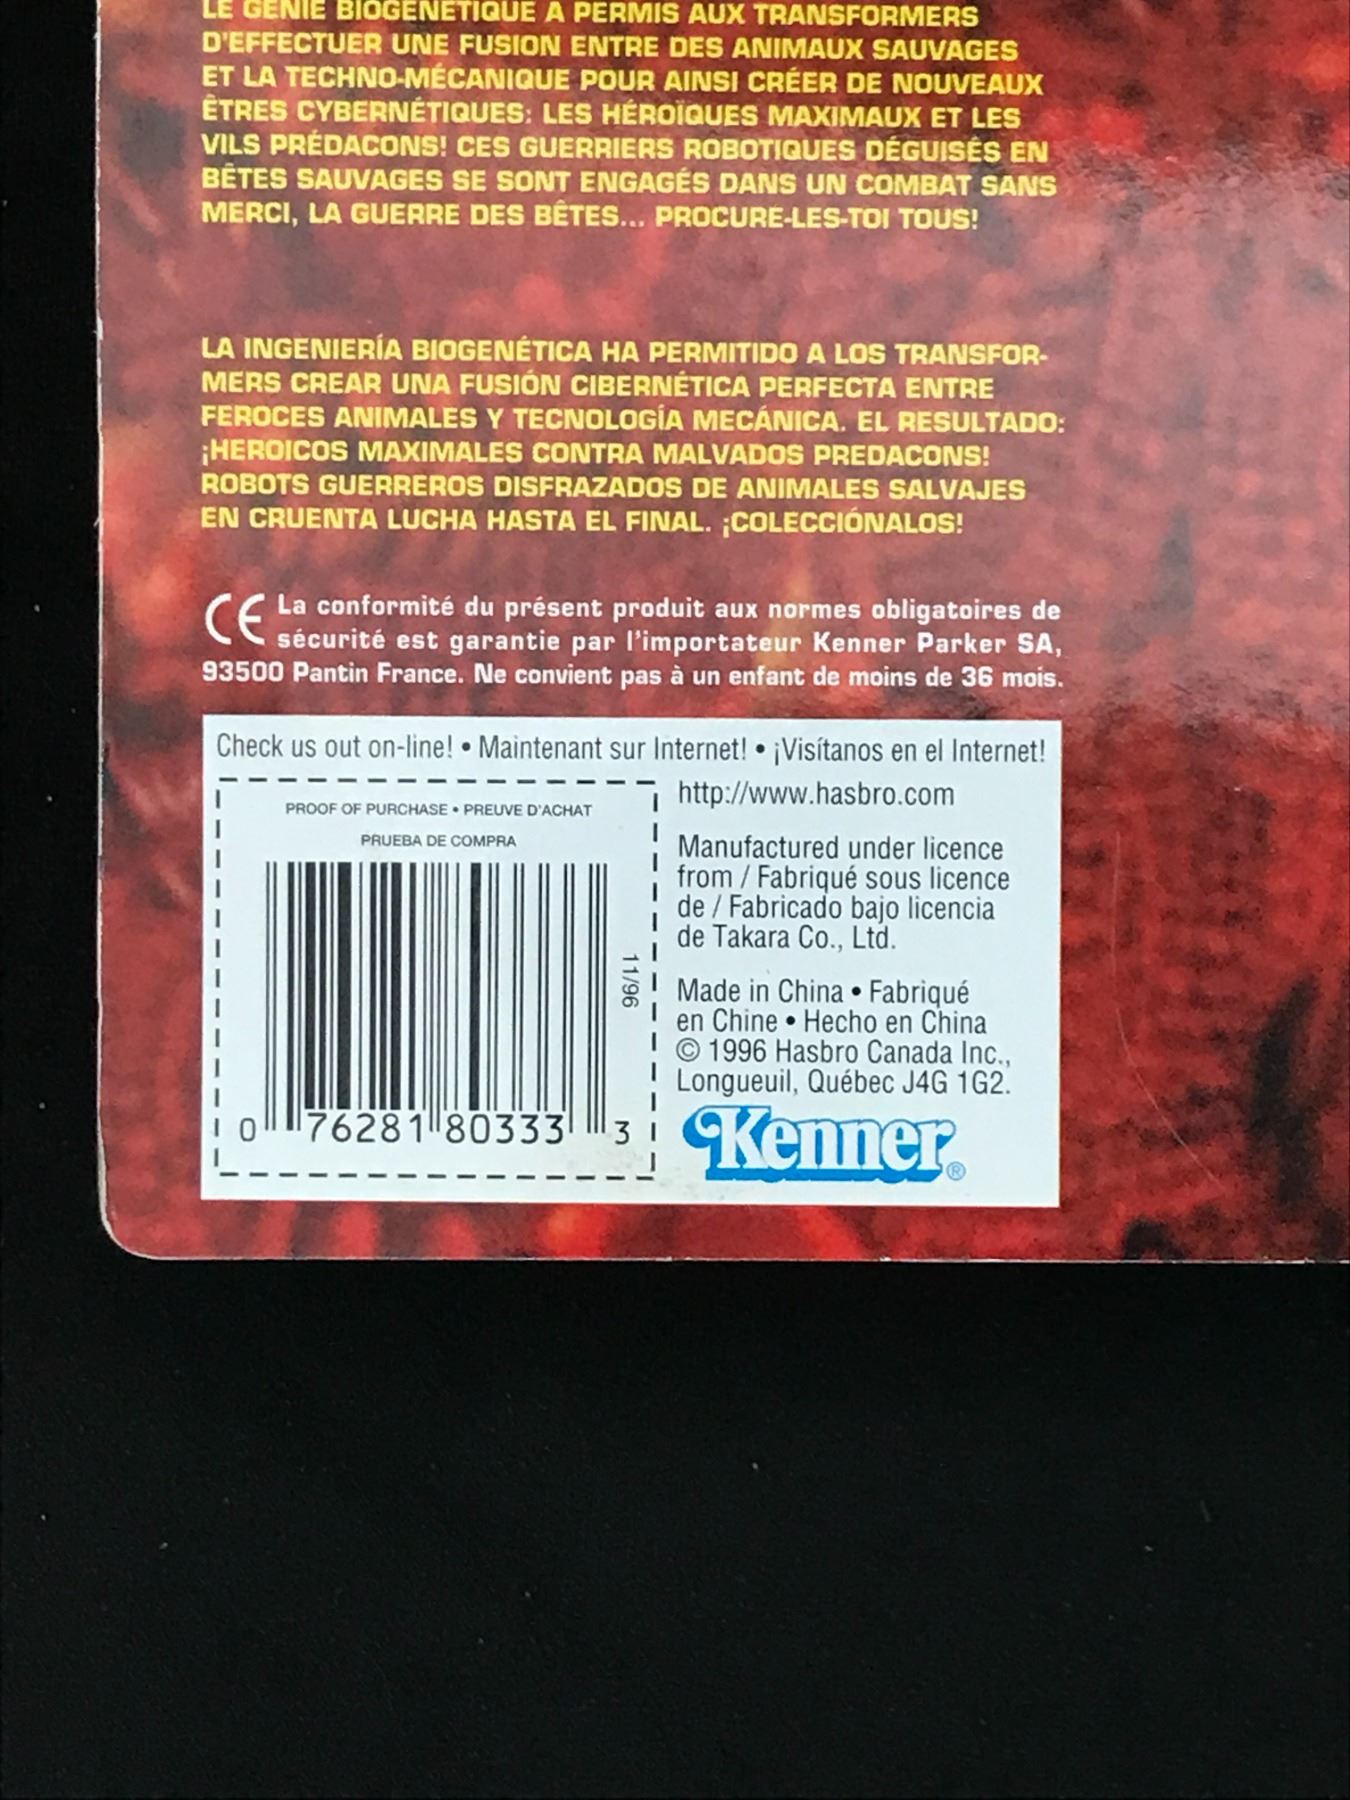 LE GÉNIE BIOGÉNÉTIQUE A PERMIS AUX TRANSFORMERS
D'EFFECTUER UNE FUSION ENTRE DES ANIMAUX SAUVAGES
ET LA TECHNO-MÉCANIQUE POUR AINSI CRÉER DE NOUVEAUX
ÊTRES CYBERNÉTIQUES: LES HÉROÏQUES MAXIMAUX ET LES
VILS PRÉDACONS! CES GUERRIERS ROBOTIQUES DÉGUISÉS EN
BÊTES SAUVAGES SE SONT ENGAGÉS DANS UN COMBAT SANS
MERCI, LA GUERRE DES BÊTES... PROCURE-LES-TOI TOUS!
LA INGENIERÍA BIOGENÉTICA HA PERMITIDO A LOS TRANSFOR-
MERS CREAR UNA FUSIÓN CIBERNÉTICA PERFECTA ENTRE
FEROCES ANIMALES Y TECNOLOGÍA MECÁNICA. EL RESULTADO:
¡HEROICOS MAXIMALES CONTRA MALVADOS PREDACONS!
ROBOTS GUERREROS DISFRAZADOS DE ANIMALES SALVAJES
EN CRUENTA LUCHA HASTA EL FINAL. ¡COLECCIÓNALOS!
CE La conformité du présent produit aux normes obligatoires de
sécurité est garantie par l'importateur Kenner Parker SA,
93500 Pantin France. Ne convient pas à un enfant de moins de 36 mois.
Check us out on-line! • Maintenant sur Internet! • ¡Visítanos en el Internet!
PROOF OF PURCHASE • PREUVE D'ACHAT
PRUEBA DE COMPRA
11/96
0 76281 80333 3
http://www.hasbro.com
Manufactured under licence
from / Fabriqué sous licence
de / Fabricado bajo licencia
de Takara Co., Ltd.
Made in China • Fabriqué
en Chine • Hecho en China
© 1996 Hasbro Canada Inc.,
Longueuil, Québec J4G 1G2.
Kenner®